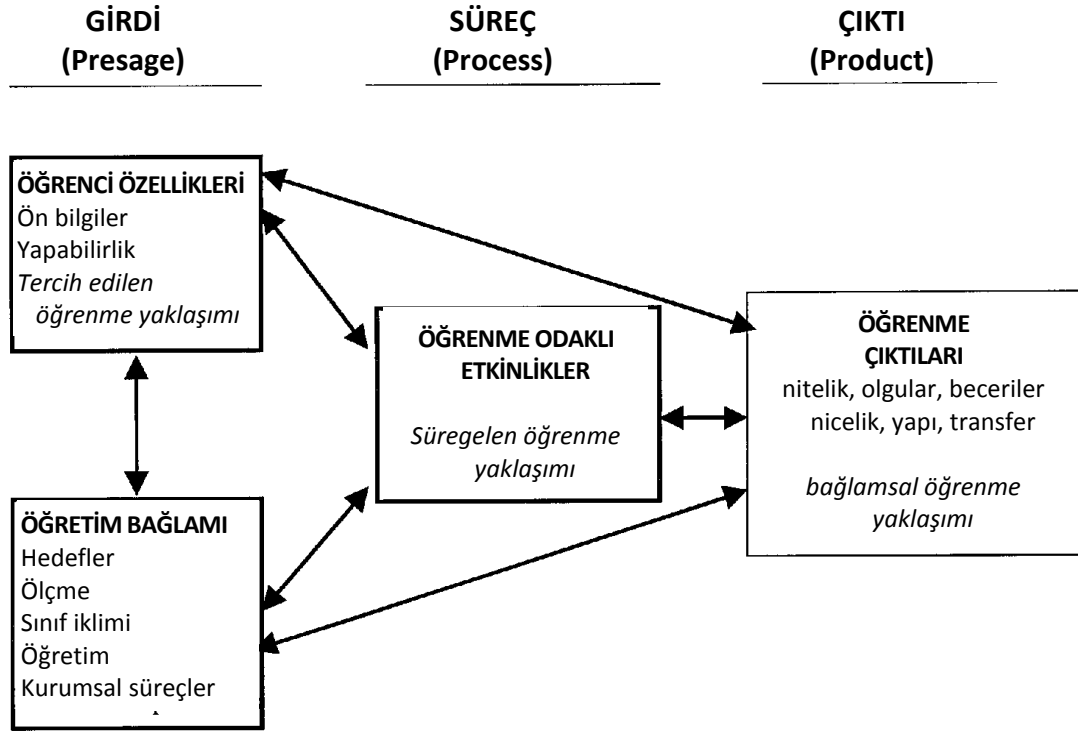 GİRDİ
(Presage)
SÜREÇ
(Process)
ÇIKTI
(Product)
ÖĞRENCİ ÖZELLİKLERİ
Ön bilgiler
Yapabilirlik
Tercih edilen
öğrenme yaklaşımı
ÖĞRETİM BAĞLAMI
Hedefler
Ölçme
Sınıf iklimi
Öğretim
Kurumsal süreçler
ÖĞRENME ODAKLI
ETKİNLİKLER
Süregelen öğrenme
yaklaşımı
ÖĞRENME
ÇIKTILARI
nitelik, olgular, beceriler
nicelik, yapı, transfer
bağlamsal öğrenme
yaklaşımı